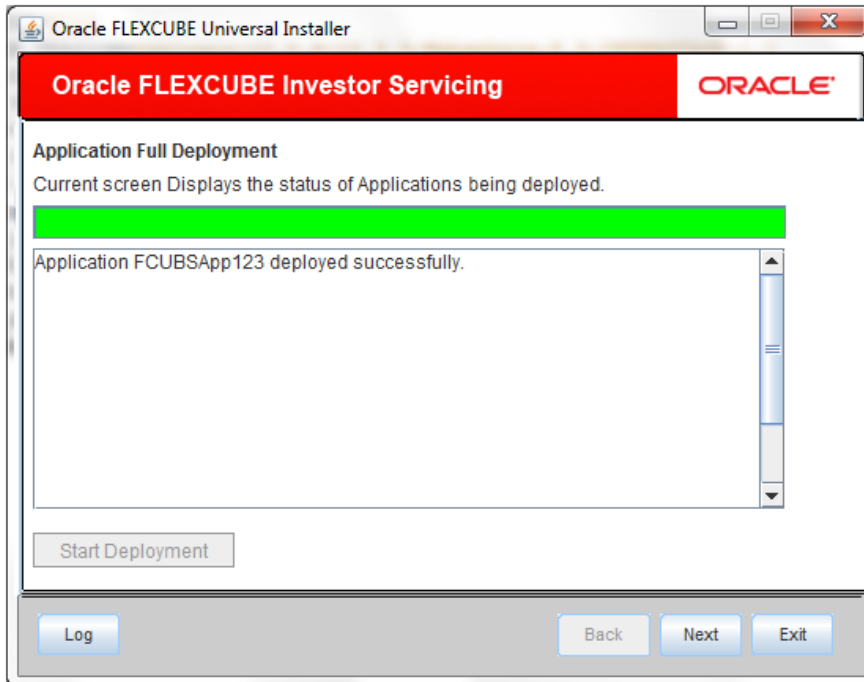 Oracle FLEXCUBE Universal Installer
Oracle FLEXCUBE Investor Servicing
ORACLE'
Application Full Deployment
Current screen Displays the status of Applications being deployed.
Application FCUBSApp123 deployed successfully.
Start Deployment
Log
Back
Next
Exit